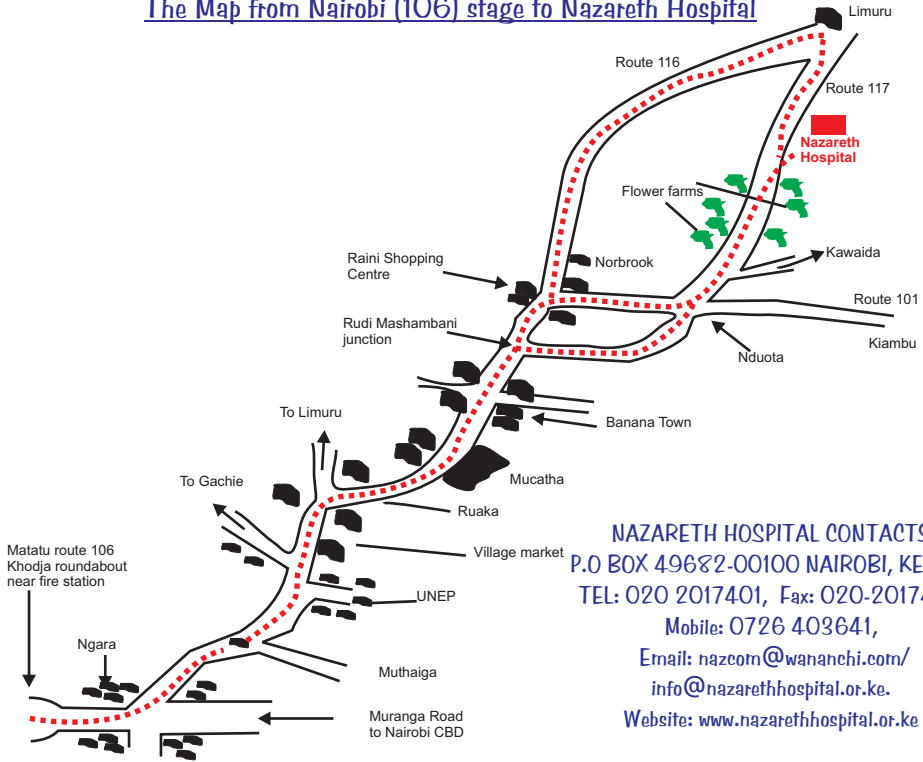 The Map from Nairobi (106) stage to Nazareth Hospital
Limuru
Route 116
Route 117
Nazareth
Hospital
Flower farms
Kawaida
Raini Shopping
Centre
Norbrook
Route 101
Rudi Mashambani
junction
Kiambu
Nduota
To Limuru
Banana Town
To Gachie
Mucatha
Ruaka
Matatu route 106
Khodja roundabout
near fire station
Village market
UNEP
Ngara
Muthaiga
Muranga Road
to Nairobi CBD
NAZARETH HOSPITAL CONTACTS
P.O BOX 49682-00100 NAIROBI, KE
TEL: 020 2017401, Fax: 020-2017
Mobile: 0726 403641,
Email: nazcom@wananchi.com/
info@nazarethhospital.or.ke.
Website: www.nazarethhospital.or.ke